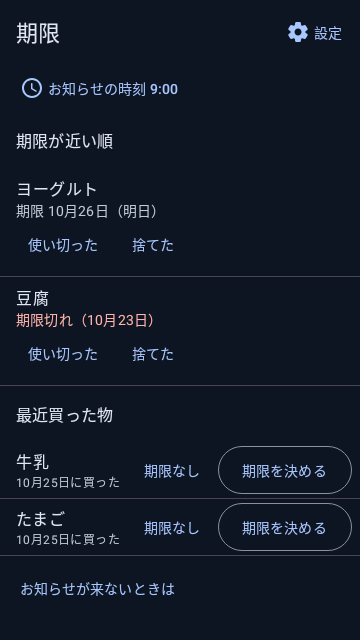 期限
設定
お知らせの時刻 9:00
期限が近い順
ヨーグルト
期限 10月26日（明日）
使い切った 捨てた
豆腐
期限切れ（10月23日）
使い切った 捨てた
最近買った物
牛乳
10月25日に買った
期限なし 期限を決める
たまご
10月25日に買った
期限なし 期限を決める
お知らせが来ないときは